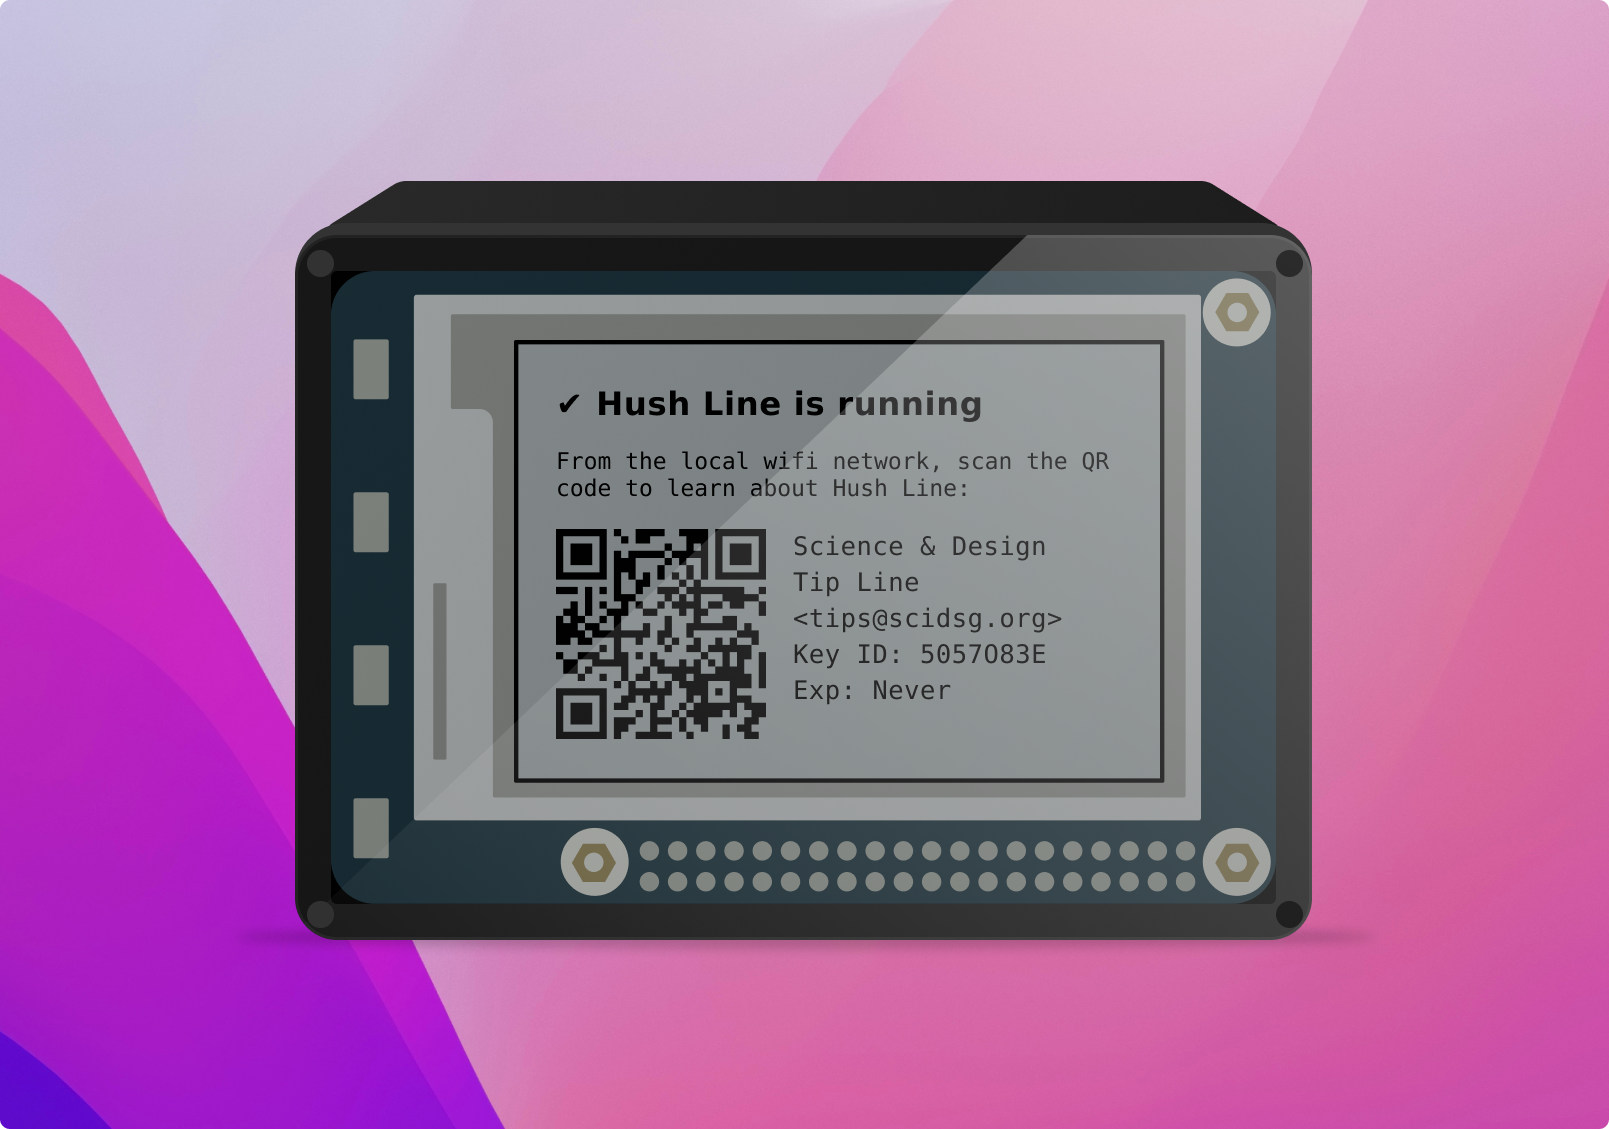 ✔ Hush Line is running
From the local wifi network, scan the QR
code to learn about Hush Line:
Science & Design
Tip Line
<tips@scidsg.org>
Key ID: 5057083E
Exp: Never